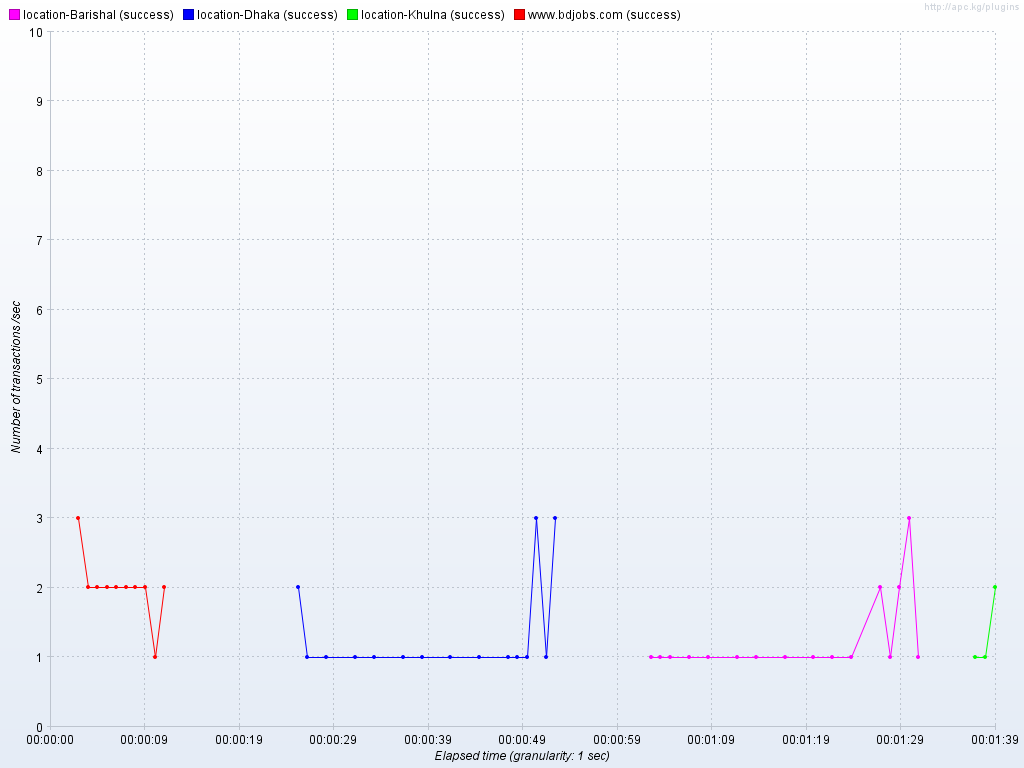 http://apc.kg/plugins
location-Barishal (success) location-Dhaka (success) location-Khulna (success) www.bdjobs.com (success)
10
9
8
7
6
5
4
3
2
1
0
Number of transactions /sec
00:00:00 00:00:09 00:00:19 00:00:29 00:00:39 00:00:49 00:00:59 00:01:09 00:01:19 00:01:29 00:01:39
Elapsed time (granularity: 1 sec)